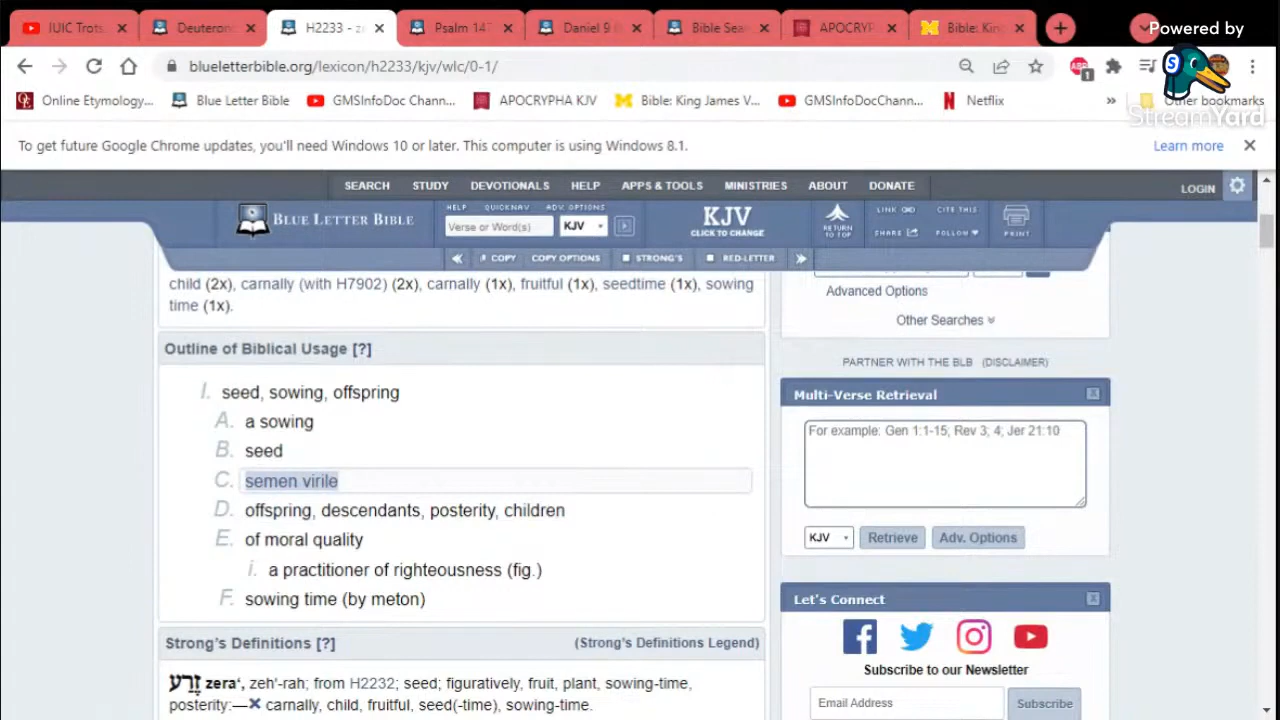 IUIC Trots
Deuteron
H2233 - z
Psalm 147
Daniel 9
Bible Sea
APOCRYP
Bible: Kin
Powered by
StreamYard
blueletterbible.org/lexicon/h2233/kjv/wlc/0-1/
Online Etymology...
Blue Letter Bible
GMSInfoDoc Chann...
APOCRYPHA KJV
Bible: King James V...
GMSInfoDocChann...
Netflix
»
Other bookmarks
To get future Google Chrome updates, you'll need Windows 10 or later. This computer is using Windows 8.1.
Learn more
SEARCH STUDY DEVOTIONALS HELP APPS & TOOLS MINISTRIES ABOUT DONATE
LOGIN
BLUE LETTER BIBLE
HELP QUICKNAV ADV. OPTIONS
Verse or Word(s)
KJV
KJV
CLICK TO CHANGE
RETURN
TO TOP
LINK
CITE THIS
SHARE
FOLLOW
PRINT
COPY COPY OPTIONS STRONG'S RED-LETTER
child (2x), carnally (with H7902) (2x), carnally (1x), fruitful (1x), seedtime (1x), sowing
time (1x).
Outline of Biblical Usage [?]
I. seed, sowing, offspring
A. a sowing
B. seed
C. semen virile
D. offspring, descendants, posterity, children
E. of moral quality
i. a practitioner of righteousness (fig.)
F. sowing time (by meton)
Strong's Definitions [?]
(Strong's Definitions Legend)
זֶרַע zeraʻ, zeh'-rah; from H2232; seed; figuratively, fruit, plant, sowing-time,
posterity:—× carnally, child, fruitful, seed(-time), sowing-time.
Advanced Options
Other Searches
PARTNER WITH THE BLB (DISCLAIMER)
Multi-Verse Retrieval
For example: Gen 1:1-15; Rev 3; 4; Jer 21:10
KJV
Retrieve
Adv. Options
Let's Connect
Subscribe to our Newsletter
Email Address
Subscribe